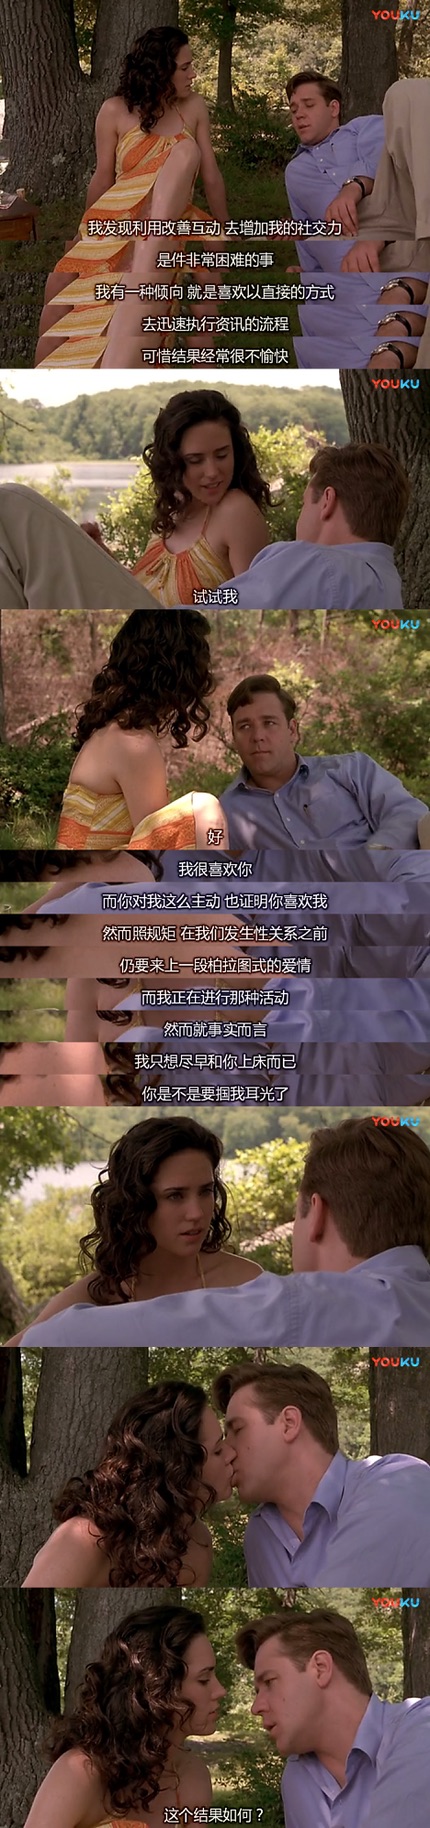 YOUKU
我发现利用改善互动 去增加我的社交力
是件非常困难的事
我有一种倾向 就是喜欢以直接的方式
去迅速执行资讯的流程
可惜结果经常很不愉快
YOUKU
试试我
YOUKU
好
我很喜欢你
而你对我这么主动 也证明你喜欢我
然而照规矩 在我们发生性关系之前
仍要来上一段柏拉图式的爱情
而我正在进行那种活动
然而就事实而言
我只想尽早和你上床而已
你是不是要掴我耳光了
YOUKU
YOUKU
YOUKU
这个结果如何？